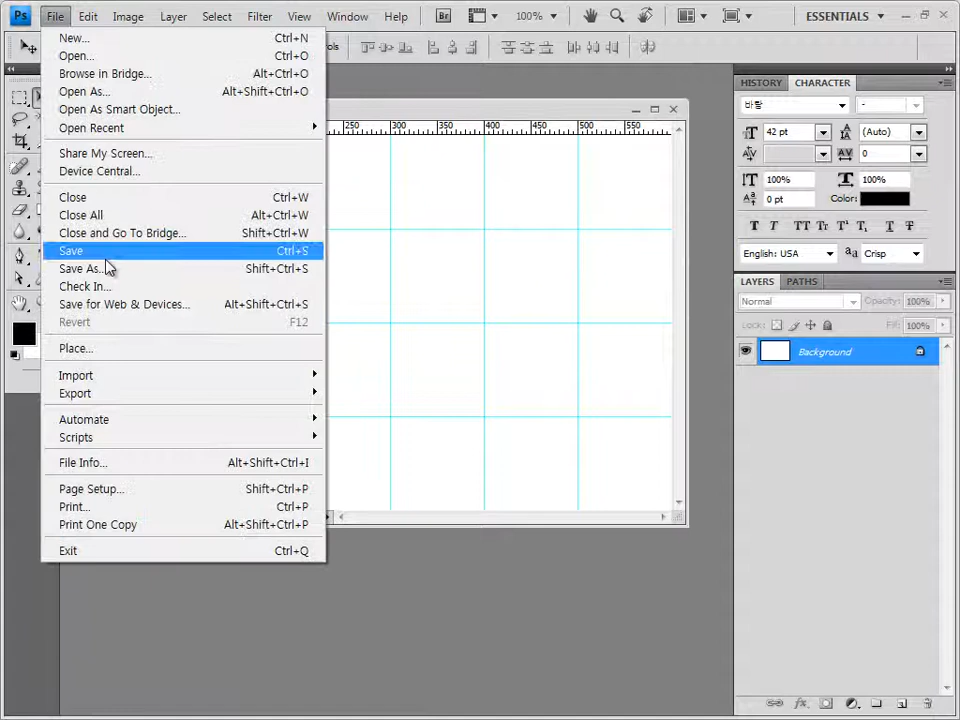 Ps File Edit Image Layer Select Filter View Window Help Br 100% ESSENTIALS
New... Ctrl+N
Open... Ctrl+O
Browse in Bridge... Alt+Ctrl+O
Open As... Alt+Shift+Ctrl+O
Open As Smart Object...
Open Recent
Share My Screen...
Device Central...
Close Ctrl+W
Close All Alt+Ctrl+W
Close and Go To Bridge... Shift+Ctrl+W
Save Ctrl+S
Save As... Shift+Ctrl+S
Check In...
Save for Web & Devices... Alt+Shift+Ctrl+S
Revert F12
Place...
Import
Export
Automate
Scripts
File Info... Alt+Shift+Ctrl+I
Page Setup... Shift+Ctrl+P
Print... Ctrl+P
Print One Copy Alt+Shift+Ctrl+P
Exit Ctrl+Q
250 300 350 400 450 500 550
HISTORY CHARACTER
바탕 -
42 pt (Auto)
0
100% 100%
0 pt Color:
T T TT Tr T¹ T₁ T T
English: USA aa Crisp
LAYERS PATHS
Normal Opacity: 100%
Lock: Fill: 100%
Background
fx